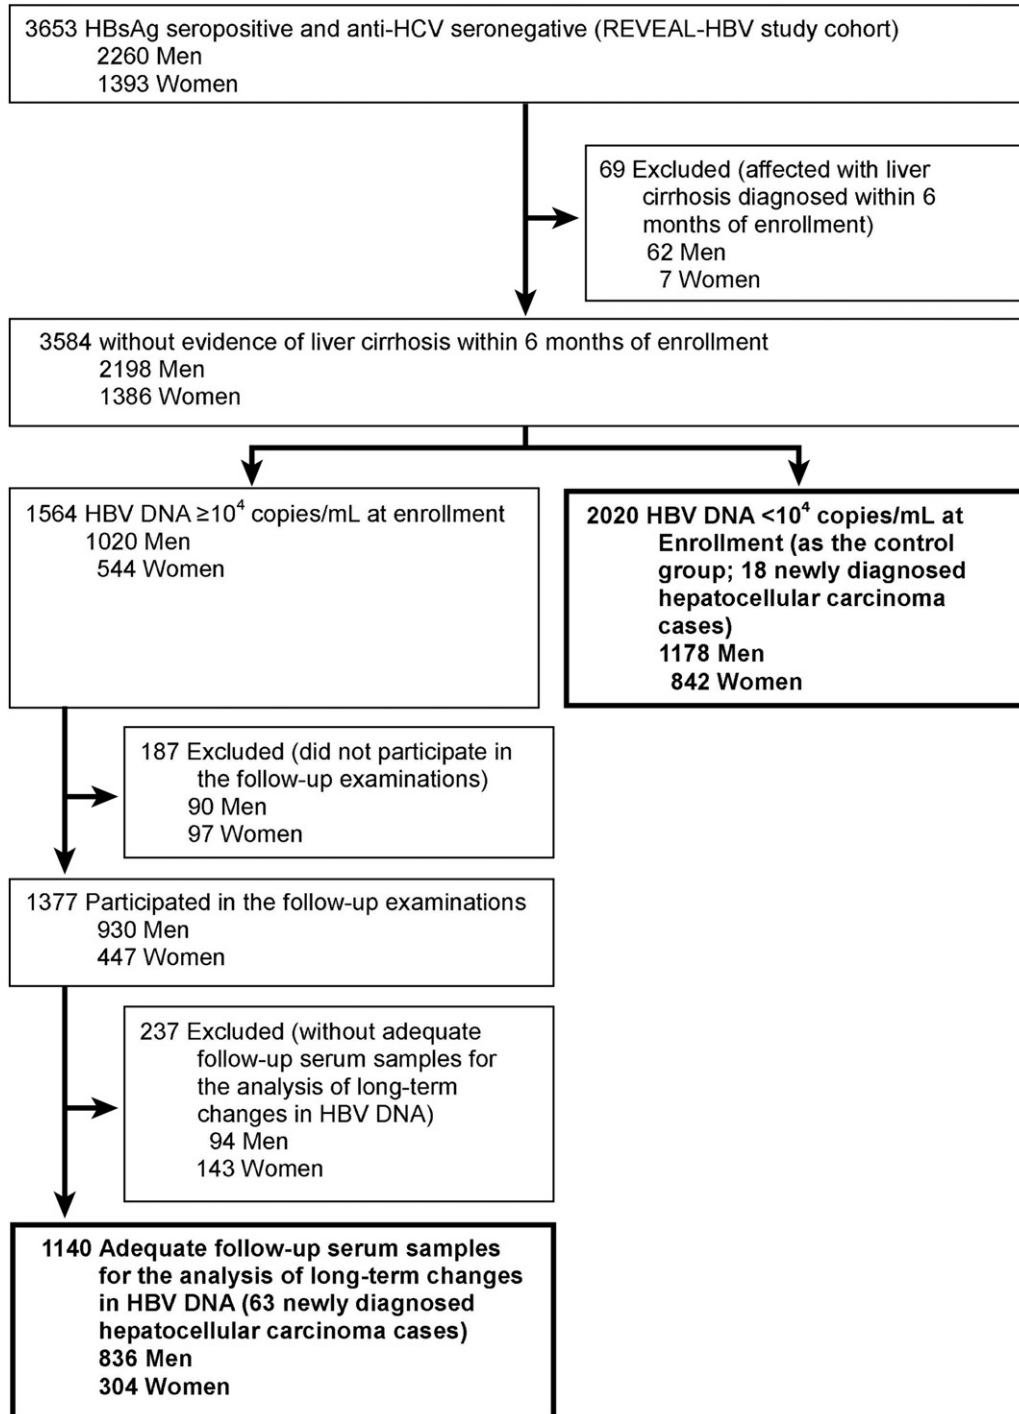 3653 HBsAg seropositive and anti-HCV seronegative (REVEAL-HBV study cohort)
2260 Men
1393 Women
69 Excluded (affected with liver
cirrhosis diagnosed within 6
months of enrollment)
62 Men
7 Women
3584 without evidence of liver cirrhosis within 6 months of enrollment
2198 Men
1386 Women
1564 HBV DNA ≥10⁴ copies/mL at enrollment
1020 Men
544 Women
2020 HBV DNA <10⁴ copies/mL at
Enrollment (as the control
group; 18 newly diagnosed
hepatocellular carcinoma
cases)
1178 Men
842 Women
187 Excluded (did not participate in
the follow-up examinations)
90 Men
97 Women
1377 Participated in the follow-up examinations
930 Men
447 Women
237 Excluded (without adequate
follow-up serum samples for
the analysis of long-term
changes in HBV DNA)
94 Men
143 Women
1140 Adequate follow-up serum samples
for the analysis of long-term changes
in HBV DNA (63 newly diagnosed
hepatocellular carcinoma cases)
836 Men
304 Women